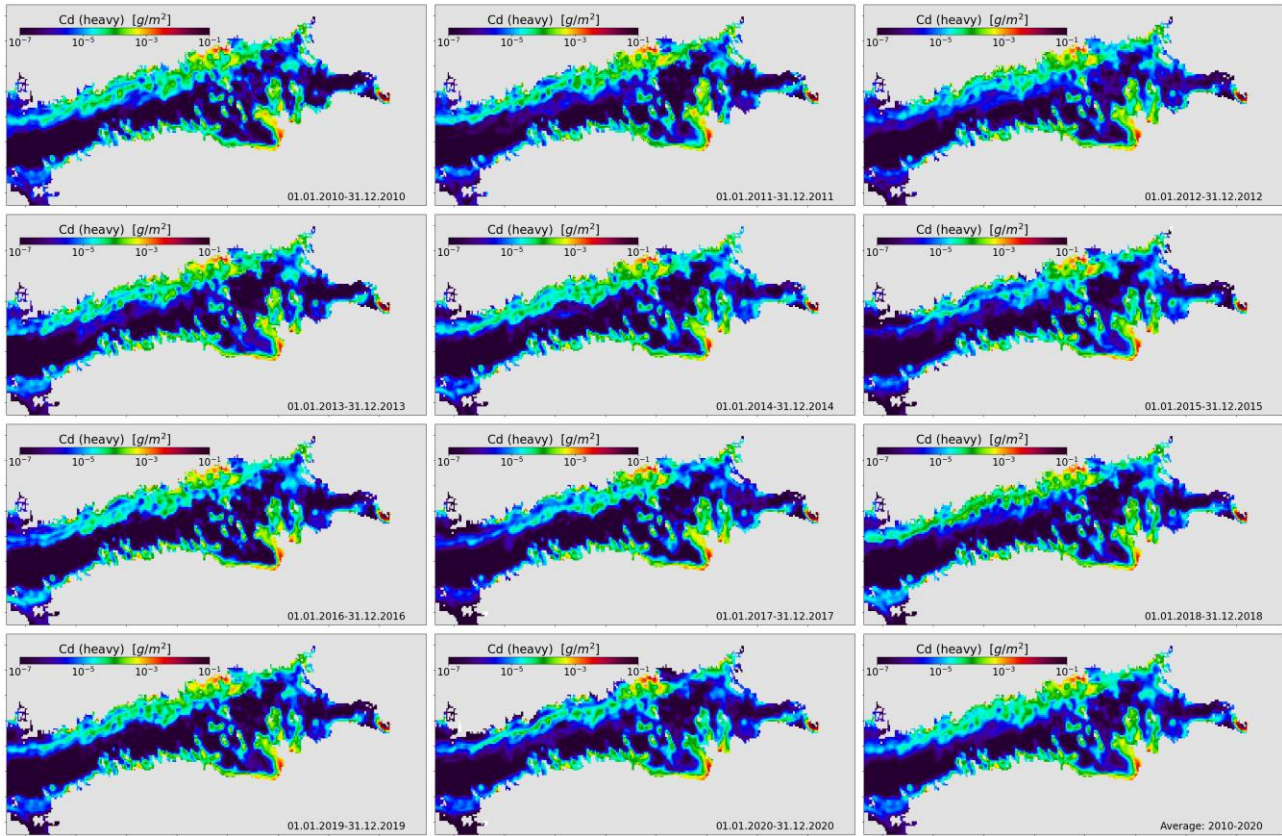 Cd (heavy) [g/m²]
10⁻⁷ 10⁻⁵ 10⁻³ 10⁻¹
01.01.2010-31.12.2010
Cd (heavy) [g/m²]
10⁻⁷ 10⁻⁵ 10⁻³ 10⁻¹
01.01.2011-31.12.2011
Cd (heavy) [g/m²]
10⁻⁷ 10⁻⁵ 10⁻³ 10⁻¹
01.01.2012-31.12.2012
Cd (heavy) [g/m²]
10⁻⁷ 10⁻⁵ 10⁻³ 10⁻¹
01.01.2013-31.12.2013
Cd (heavy) [g/m²]
10⁻⁷ 10⁻⁵ 10⁻³ 10⁻¹
01.01.2014-31.12.2014
Cd (heavy) [g/m²]
10⁻⁷ 10⁻⁵ 10⁻³ 10⁻¹
01.01.2015-31.12.2015
Cd (heavy) [g/m²]
10⁻⁷ 10⁻⁵ 10⁻³ 10⁻¹
01.01.2016-31.12.2016
Cd (heavy) [g/m²]
10⁻⁷ 10⁻⁵ 10⁻³ 10⁻¹
01.01.2017-31.12.2017
Cd (heavy) [g/m²]
10⁻⁷ 10⁻⁵ 10⁻³ 10⁻¹
01.01.2018-31.12.2018
Cd (heavy) [g/m²]
10⁻⁷ 10⁻⁵ 10⁻³ 10⁻¹
01.01.2019-31.12.2019
Cd (heavy) [g/m²]
10⁻⁷ 10⁻⁵ 10⁻³ 10⁻¹
01.01.2020-31.12.2020
Cd (heavy) [g/m²]
10⁻⁷ 10⁻⁵ 10⁻³ 10⁻¹
Average: 2010-2020